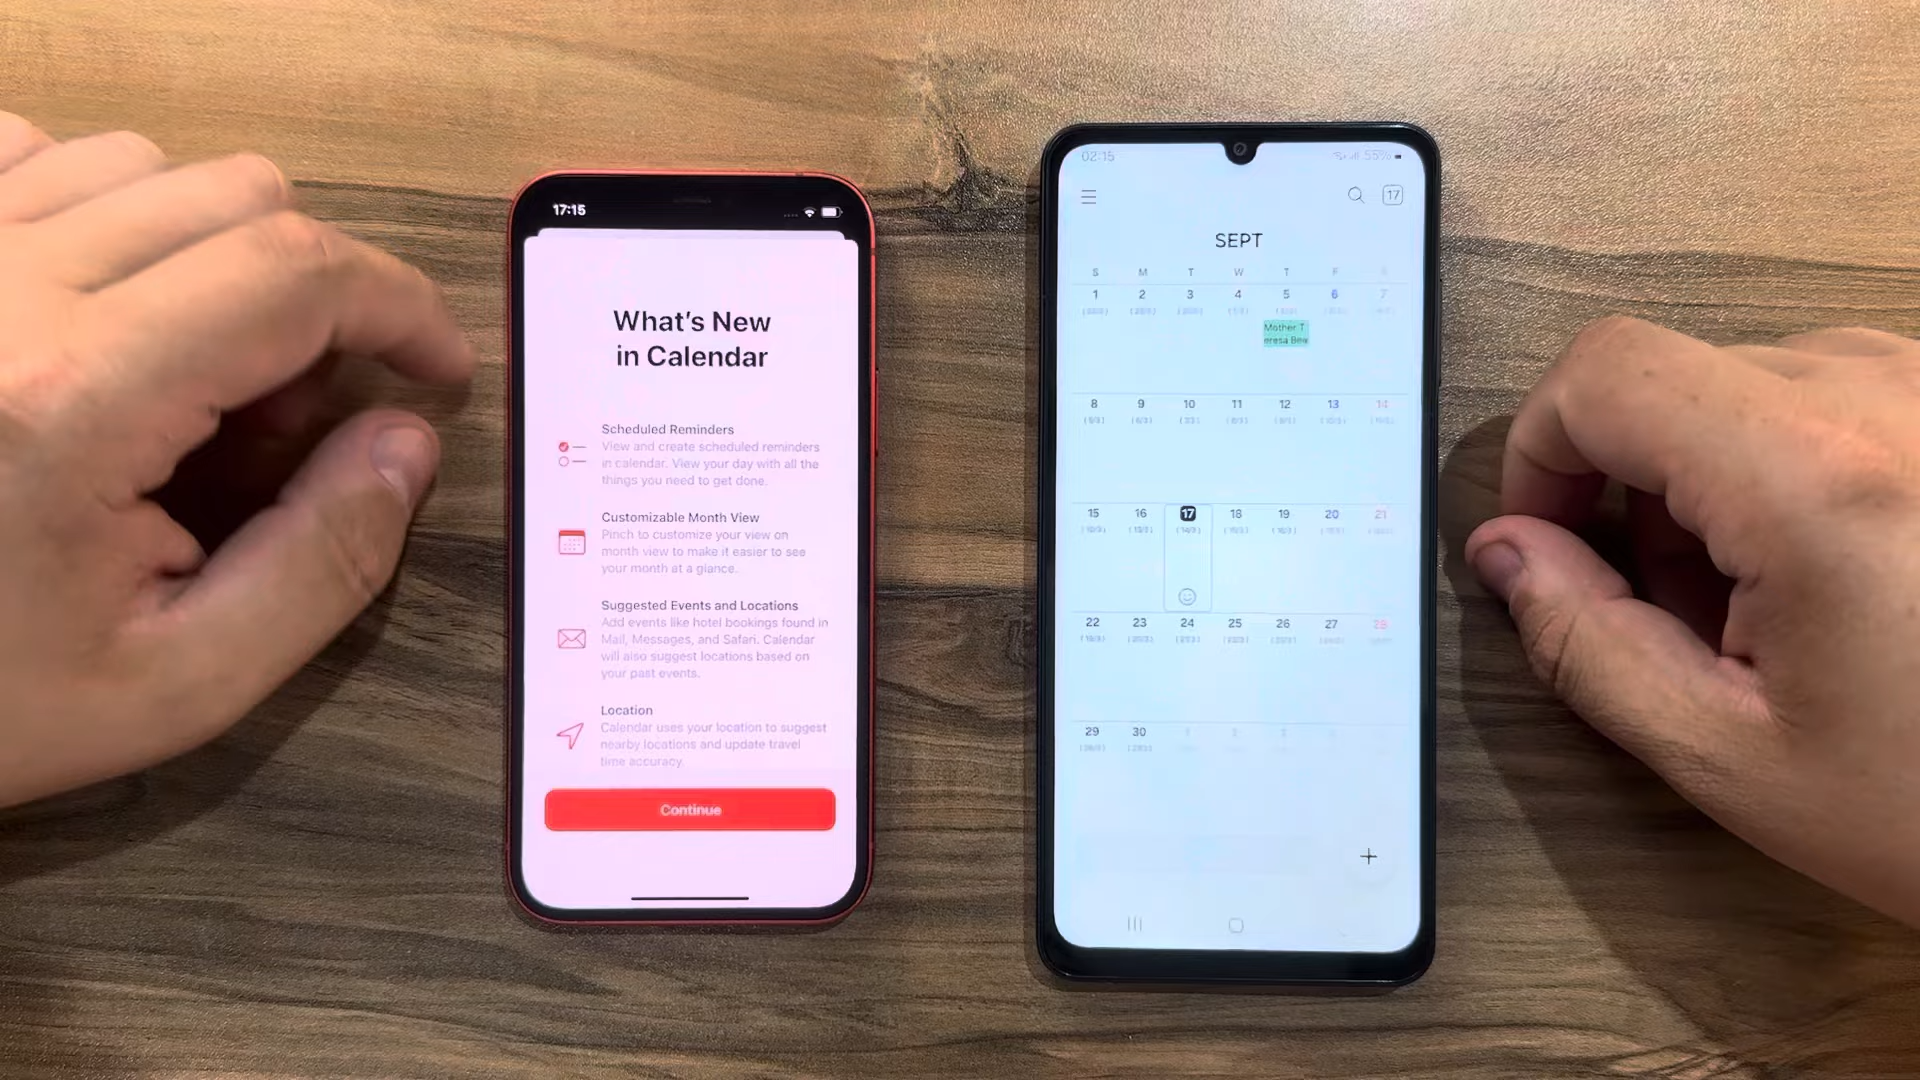 17:15
What's New
in Calendar
Scheduled Reminders
View and create scheduled reminders
in calendar. View your day with all the
things you need to get done.
Customizable Month View
Pinch to customize your view on
month view to make it easier to see
your month at a glance.
Suggested Events and Locations
Add events like hotel bookings found in
Mail, Messages, and Safari. Calendar
will also suggest locations based on
your past events.
Location
Calendar uses your location to suggest
nearby locations and update travel
time accuracy.
Continue
02:15
55%
17
SEPT
S M T W T F S
1 2 3 4 5 6 7
Mother T
eresa Bea
8 9 10 11 12 13 14
15 16 17 18 19 20 21
22 23 24 25 26 27 28
29 30